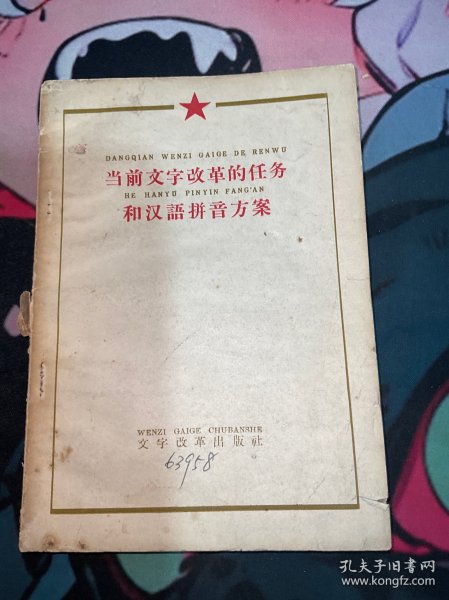 DANGQIAN WENZI GAIGE DE RENWU
当前文字改革的任务
HE HANYU PINYIN FANG'AN
和汉語拼音方案
WENZI GAIGE CHUBANSHE
文字改革出版社
63958
孔夫子旧书网
www.kongfz.com